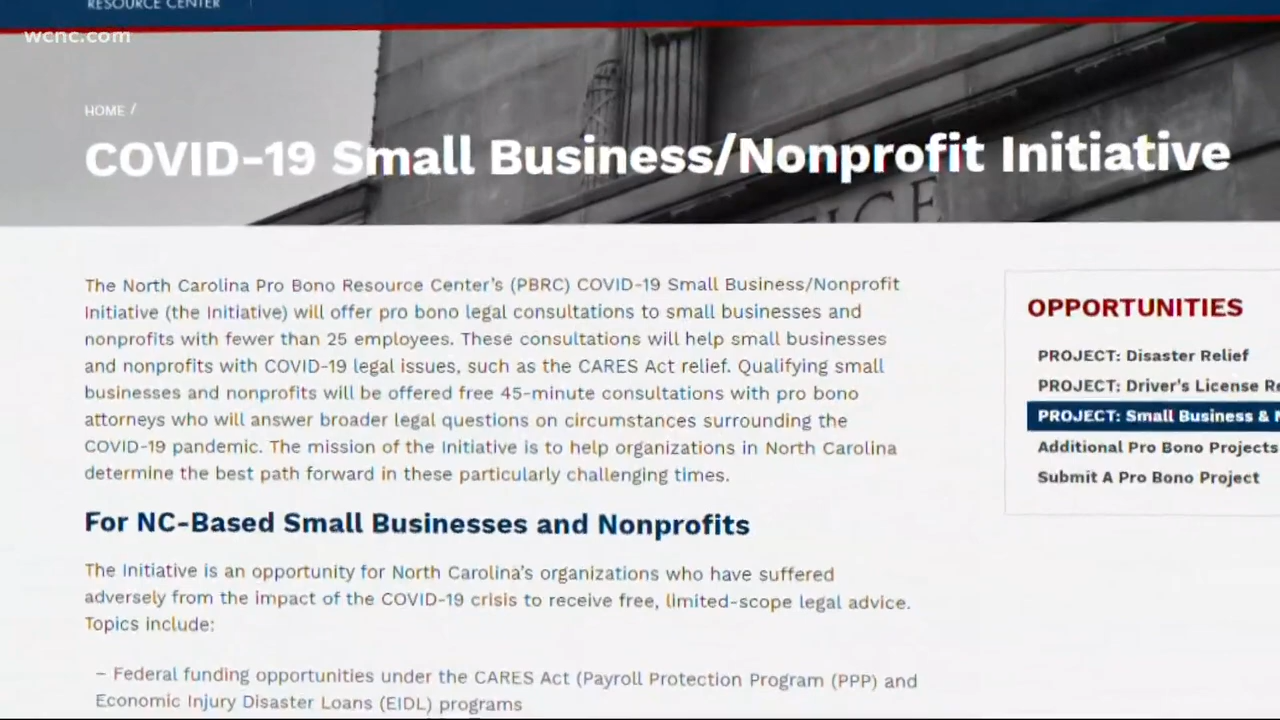 RESOURCE CENTER
wcnc.com
HOME /
COVID-19 Small Business/Nonprofit Initiative
The North Carolina Pro Bono Resource Center's (PBRC) COVID-19 Small Business/Nonprofit
Initiative (the Initiative) will offer pro bono legal consultations to small businesses and
nonprofits with fewer than 25 employees. These consultations will help small businesses
and nonprofits with COVID-19 legal issues, such as the CARES Act relief. Qualifying small
businesses and nonprofits will be offered free 45-minute consultations with pro bono
attorneys who will answer broader legal questions on circumstances surrounding the
COVID-19 pandemic. The mission of the Initiative is to help organizations in North Carolina
determine the best path forward in these particularly challenging times.
For NC-Based Small Businesses and Nonprofits
The Initiative is an opportunity for North Carolina's organizations who have suffered
adversely from the impact of the COVID-19 crisis to receive free, limited-scope legal advice.
Topics include:
– Federal funding opportunities under the CARES Act (Payroll Protection Program (PPP) and
Economic Injury Disaster Loans (EIDL) programs
OPPORTUNITIES
PROJECT: Disaster Relief
PROJECT: Driver's License
PROJECT: Small Business &
Additional Pro Bono Projects
Submit A Pro Bono Project